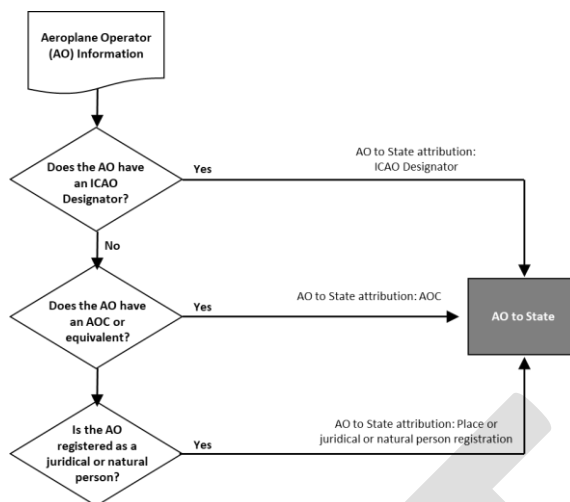 Aeroplane Operator
(AO) Information
Does the AO have
an ICAO
Designator?
Yes
AO to State attribution:
ICAO Designator
No
Does the AO have
an AOC or
equivalent?
Yes
AO to State attribution: AOC
AO to State
Is the AO
registered as a
juridical or natural
person?
Yes
AO to State attribution: Place or
juridical or natural person registration